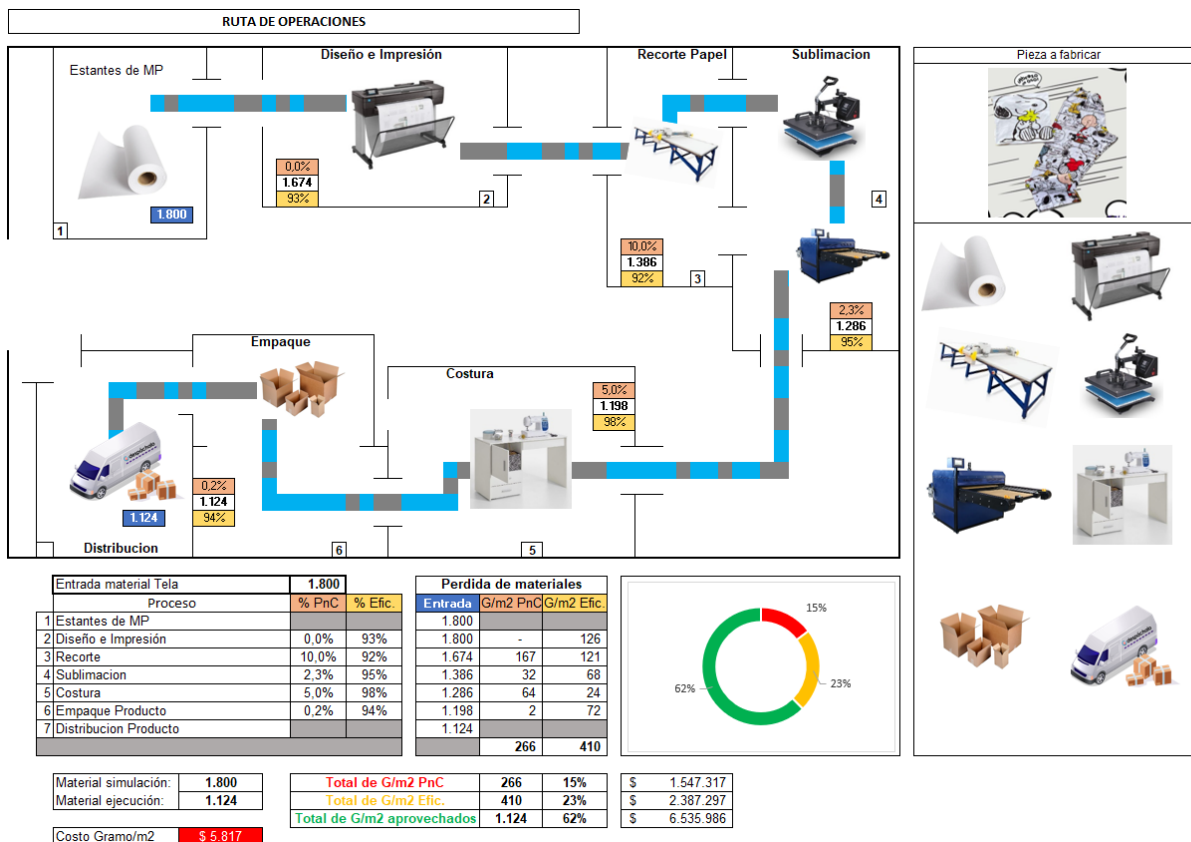 RUTA DE OPERACIONES
Pieza a fabricar
Estantes de MP
Diseño e Impresión
Recorte Papel
Sublimacion
0,0%
1.674
93%
1.800
1
2
4
10,0%
1.386
92%
3
2,3%
1.286
95%
Empaque
Costura
5,0%
1.198
98%
0,2%
1.124
94%
1.124
Distribucion
6
5
Entrada material Tela 1.800
Proceso % PnC % Efic.
1 Estantes de MP
2 Diseño e Impresión 0,0% 93%
3 Recorte 10,0% 92%
4 Sublimacion 2,3% 95%
5 Costura 5,0% 98%
6 Empaque Producto 0,2% 94%
7 Distribucion Producto
Perdida de materiales
Entrada G/m2 PnC G/m2 Efic.
1.800
1.800 - 126
1.674 167 121
1.386 32 68
1.286 64 24
1.198 2 72
1.124
266 410
15%
23%
62%
Material simulación: 1.800
Material ejecución: 1.124
Costo Gramo/m2 $ 5.817
Total de G/m2 PnC 266 15% $ 1.547.317
Total de G/m2 Efic. 410 23% $ 2.387.297
Total de G/m2 aprovechados 1.124 62% $ 6.535.986